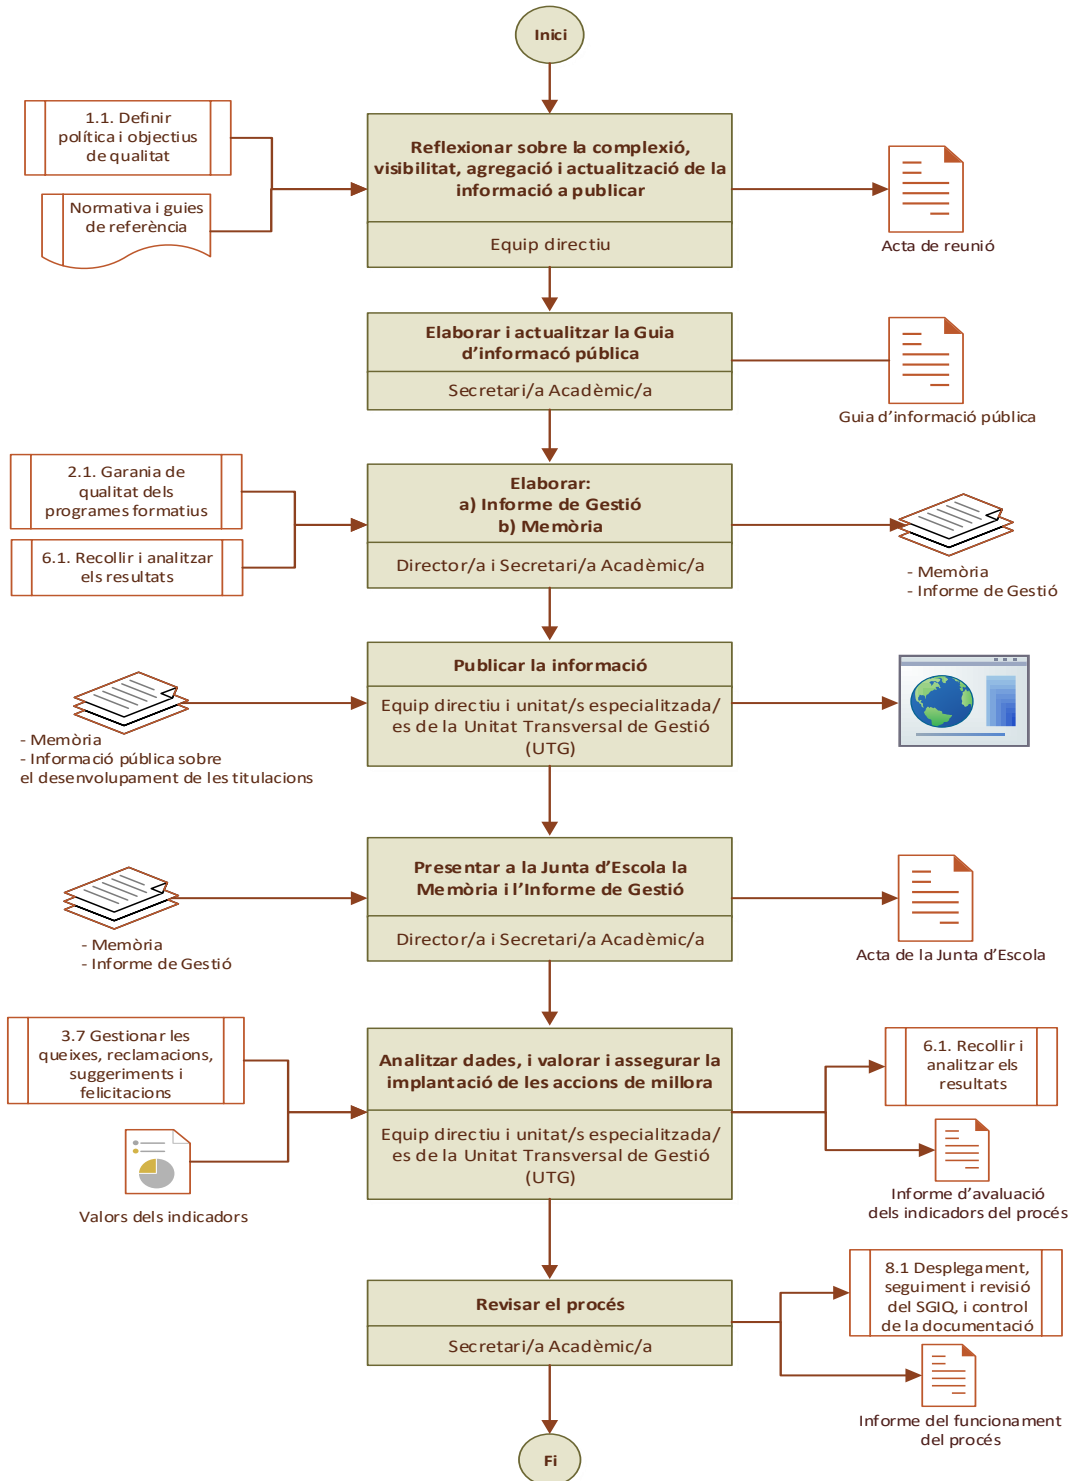 Inici
1.1. Definir
política i objectius
de qualitat
Normativa i guies
de referència
Reflexionar sobre la complexió,
visibilitat, agregació i actualització de la
informació a publicar
Equip directiu
Acta de reunió
Elaborar i actualitzar la Guia
d’informacó pública
Secretari/a Acadèmic/a
Guia d’informació pública
2.1. Garania de
qualitat dels
programes formatius
6.1. Recollir i analitzar
els resultats
Elaborar:
a) Informe de Gestió
b) Memòria
Director/a i Secretari/a Acadèmic/a
- Memòria
- Informe de Gestió
Publicar la informació
Equip directiu i unitat/s especialitzada/
es de la Unitat Transversal de Gestió
(UTG)
- Memòria
- Informació pública sobre
el desenvolupament de les titulacions
Presentar a la Junta d’Escola la
Memòria i l’Informe de Gestió
Director/a i Secretari/a Acadèmic/a
- Memòria
- Informe de Gestió
Acta de la Junta d’Escola
3.7 Gestionar les
queixes, reclamacions,
suggeriments i
felicitacions
Valors dels indicadors
Analitzar dades, i valorar i assegurar la
implantació de les accions de millora
Equip directiu i unitat/s especialitzada/
es de la Unitat Transversal de Gestió
(UTG)
6.1. Recollir i
analitzar els
resultats
Informe d’avaluació
dels indicadors del procés
Revisar el procés
Secretari/a Acadèmic/a
8.1 Desplegament,
seguiment i revisió
del SGIQ, i control
de la documentació
Informe del funcionament
del procés
Fi